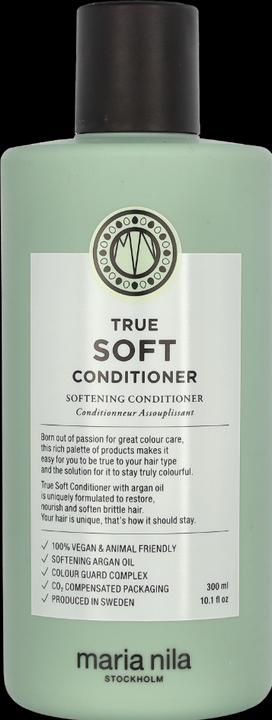 TRUE
SOFT
CONDITIONER
SOFTENING CONDITIONER
Conditionneur Assouplissant
Born out of passion for great colour care,
this rich palette of products makes it
easy for you to be true to your hair type
and the solution for it to stay truly colourful.
True Soft Conditioner with argan oil
is uniquely formulated to restore,
nourish and soften brittle hair.
Your hair is unique, that's how it should stay.
✓ 100% VEGAN & ANIMAL FRIENDLY
✓ SOFTENING ARGAN OIL
✓ COLOUR GUARD COMPLEX
✓ CO₂ COMPENSATED PACKAGING 300 ml
✓ PRODUCED IN SWEDEN 10.1 fl oz
maria nila
STOCKHOLM